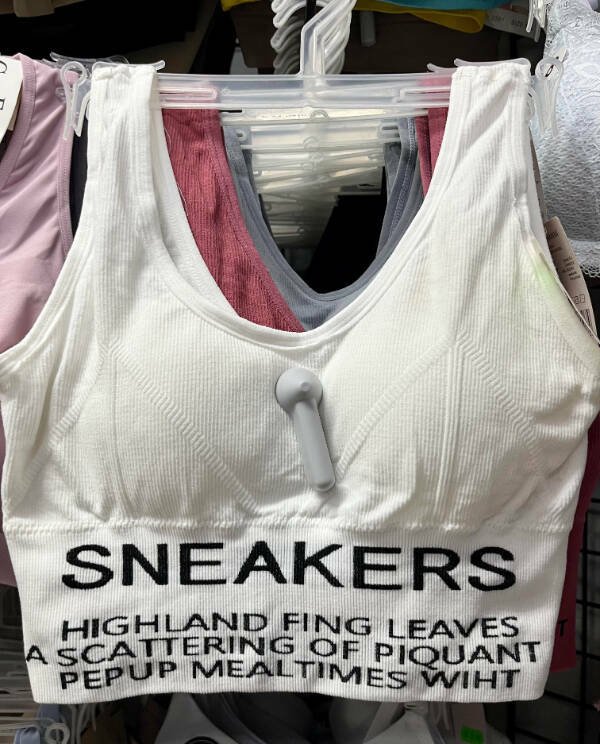 SNEAKERS
HIGHLAND FING LEAVES
A SCATTERING OF PIQUANT
PEPUP MEALTIMES WIHT